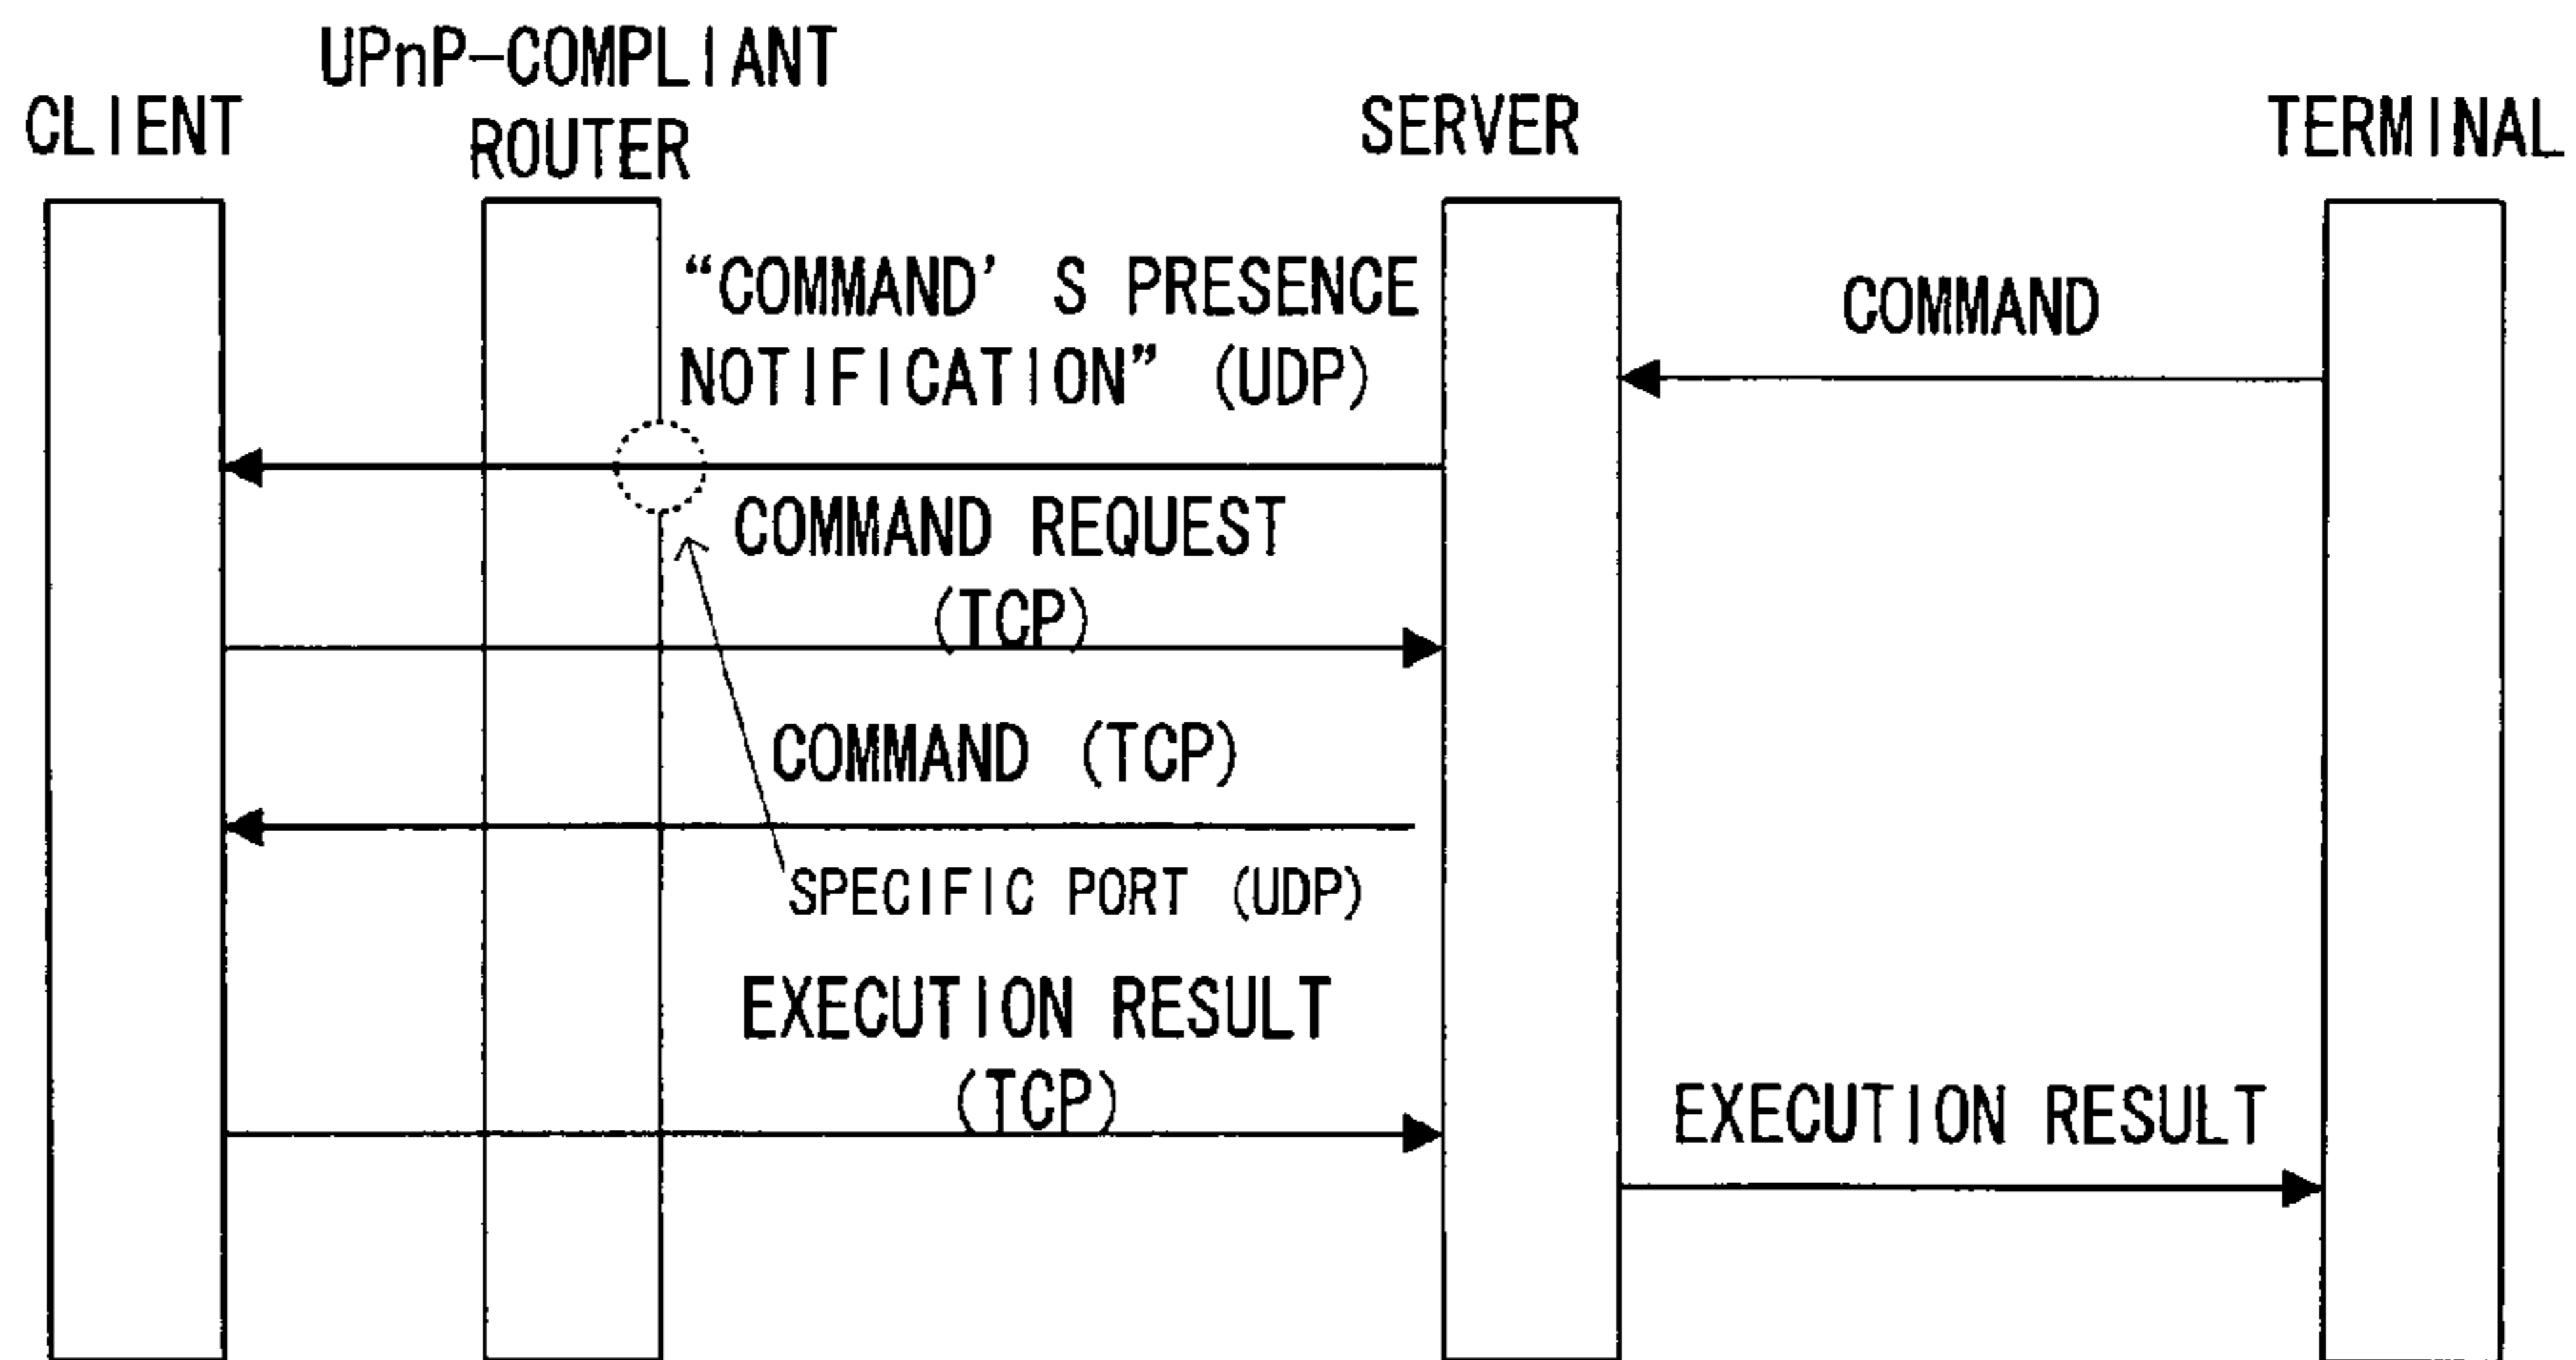 UPnP-COMPLIANT
ROUTER
CLIENT
SERVER
TERMINAL
“COMMAND’ S PRESENCE
NOTIFICATION” (UDP)
COMMAND
COMMAND REQUEST
(TCP)
COMMAND (TCP)
SPECIFIC PORT (UDP)
EXECUTION RESULT
(TCP)
EXECUTION RESULT